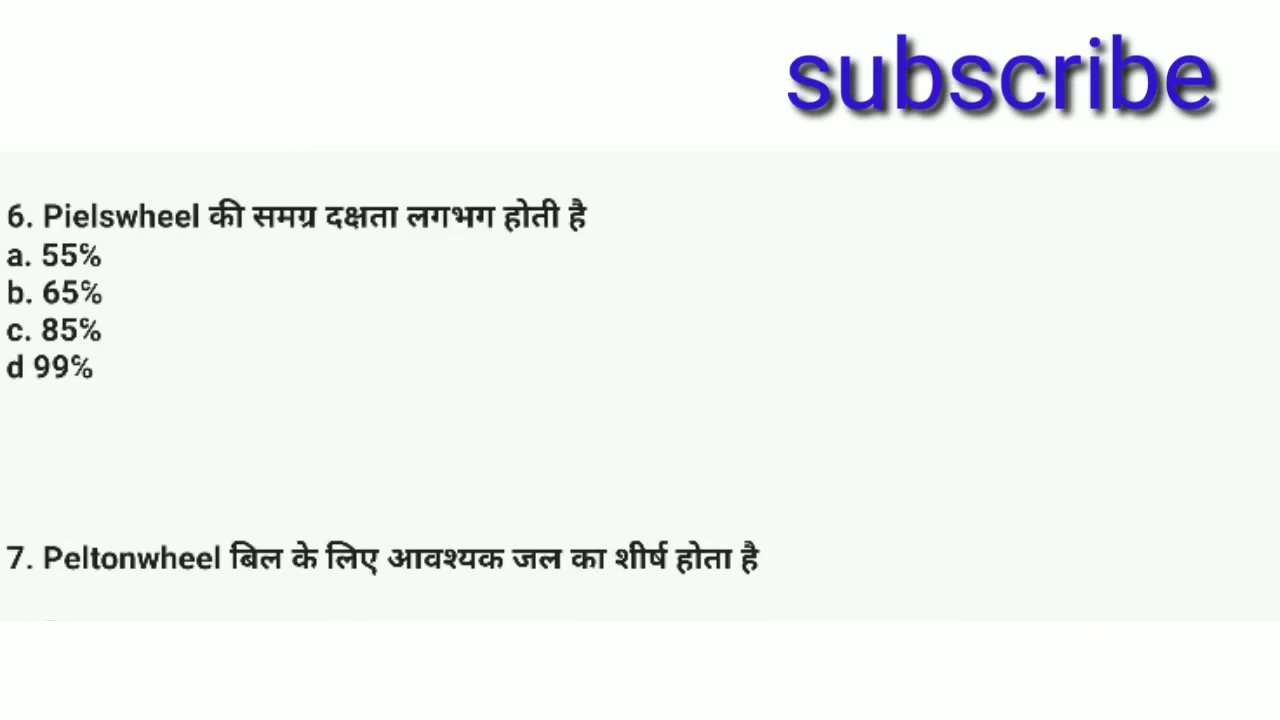 subscribe
6. Pielswheel की समग्र दक्षता लगभग होती है
a. 55%
b. 65%
c. 85%
d 99%
7. Peltonwheel बिल के लिए आवश्यक जल का शीर्ष होता है